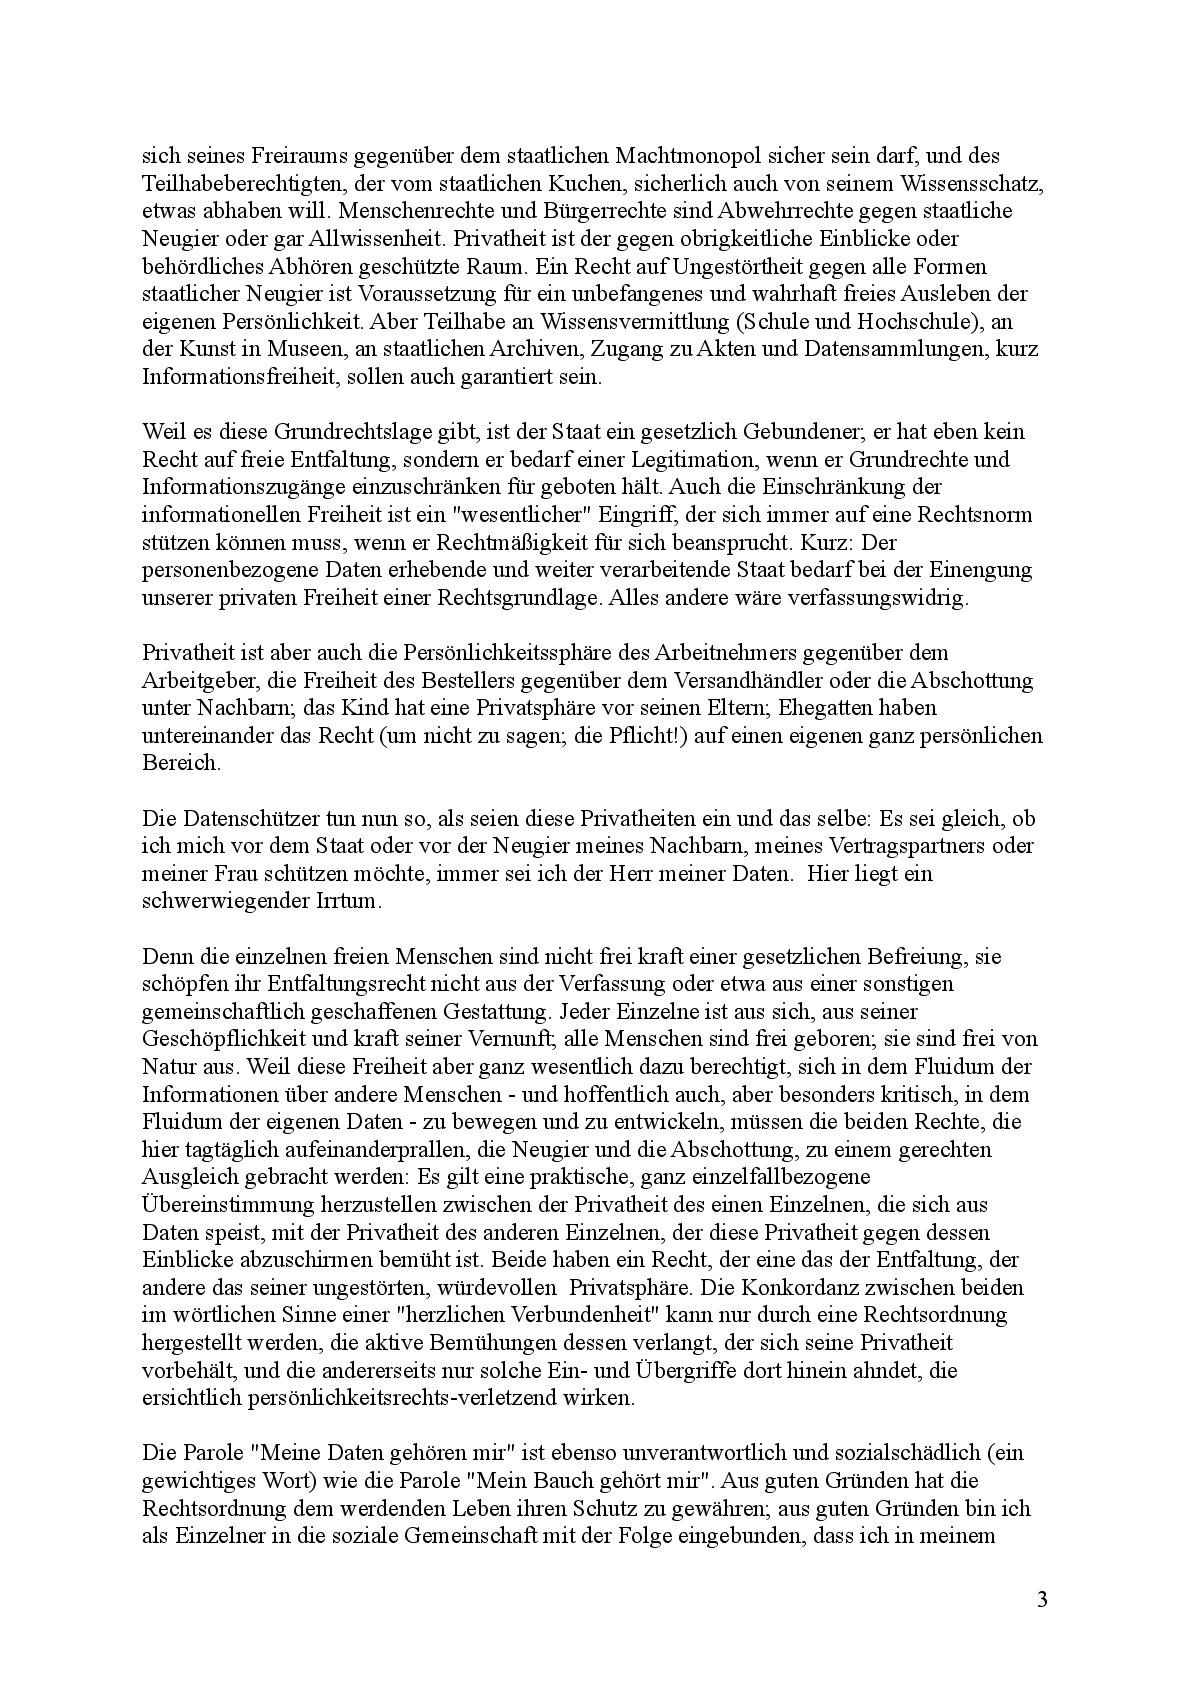 sich seines Freiraums gegenüber dem staatlichen Machtmonopol sicher sein darf, und des
Teilhabeberechtigten, der vom staatlichen Kuchen, sicherlich auch von seinem Wissensschatz,
etwas abhaben will. Menschenrechte und Bürgerrechte sind Abwehrrechte gegen staatliche
Neugier oder gar Allwissenheit. Privatheit ist der gegen obrigkeitliche Einblicke oder
behördliches Abhören geschützte Raum. Ein Recht auf Ungestörtheit gegen alle Formen
staatlicher Neugier ist Voraussetzung für ein unbefangenes und wahrhaft freies Ausleben der
eigenen Persönlichkeit. Aber Teilhabe an Wissensvermittlung (Schule und Hochschule), an
der Kunst in Museen, an staatlichen Archiven, Zugang zu Akten und Datensammlungen, kurz
Informationsfreiheit, sollen auch garantiert sein.
Weil es diese Grundrechtslage gibt, ist der Staat ein gesetzlich Gebundener; er hat eben kein
Recht auf freie Entfaltung, sondern er bedarf einer Legitimation, wenn er Grundrechte und
Informationszugänge einzuschränken für geboten hält. Auch die Einschränkung der
informationellen Freiheit ist ein "wesentlicher" Eingriff, der sich immer auf eine Rechtsnorm
stützen können muss, wenn er Rechtmäßigkeit für sich beansprucht. Kurz: Der
personenbezogene Daten erhebende und weiter verarbeitende Staat bedarf bei der Einengung
unserer privaten Freiheit einer Rechtsgrundlage. Alles andere wäre verfassungswidrig.
Privatheit ist aber auch die Persönlichkeitssphäre des Arbeitnehmers gegenüber dem
Arbeitgeber, die Freiheit des Bestellers gegenüber dem Versandhändler oder die Abschottung
unter Nachbarn; das Kind hat eine Privatsphäre vor seinen Eltern; Ehegatten haben
untereinander das Recht (um nicht zu sagen; die Pflicht!) auf einen eigenen ganz persönlichen
Bereich.
Die Datenschützer tun nun so, als seien diese Privatheiten ein und das selbe: Es sei gleich, ob
ich mich vor dem Staat oder vor der Neugier meines Nachbarn, meines Vertragspartners oder
meiner Frau schützen möchte, immer sei ich der Herr meiner Daten.  Hier liegt ein
schwerwiegender Irrtum.
Denn die einzelnen freien Menschen sind nicht frei kraft einer gesetzlichen Befreiung, sie
schöpfen ihr Entfaltungsrecht nicht aus der Verfassung oder etwa aus einer sonstigen
gemeinschaftlich geschaffenen Gestattung. Jeder Einzelne ist aus sich, aus seiner
Geschöpflichkeit und kraft seiner Vernunft; alle Menschen sind frei geboren; sie sind frei von
Natur aus. Weil diese Freiheit aber ganz wesentlich dazu berechtigt, sich in dem Fluidum der
Informationen über andere Menschen - und hoffentlich auch, aber besonders kritisch, in dem
Fluidum der eigenen Daten - zu bewegen und zu entwickeln, müssen die beiden Rechte, die
hier tagtäglich aufeinanderprallen, die Neugier und die Abschottung, zu einem gerechten
Ausgleich gebracht werden: Es gilt eine praktische, ganz einzelfallbezogene
Übereinstimmung herzustellen zwischen der Privatheit des einen Einzelnen, die sich aus
Daten speist, mit der Privatheit des anderen Einzelnen, der diese Privatheit gegen dessen
Einblicke abzuschirmen bemüht ist. Beide haben ein Recht, der eine das der Entfaltung, der
andere das seiner ungestörten, würdevollen  Privatsphäre. Die Konkordanz zwischen beiden
im wörtlichen Sinne einer "herzlichen Verbundenheit" kann nur durch eine Rechtsordnung
hergestellt werden, die aktive Bemühungen dessen verlangt, der sich seine Privatheit
vorbehält, und die andererseits nur solche Ein- und Übergriffe dort hinein ahndet, die
ersichtlich persönlichkeitsrechts-verletzend wirken.
Die Parole "Meine Daten gehören mir" ist ebenso unverantwortlich und sozialschädlich (ein
gewichtiges Wort) wie die Parole "Mein Bauch gehört mir". Aus guten Gründen hat die
Rechtsordnung dem werdenden Leben ihren Schutz zu gewähren; aus guten Gründen bin ich
als Einzelner in die soziale Gemeinschaft mit der Folge eingebunden, dass ich in meinem
3